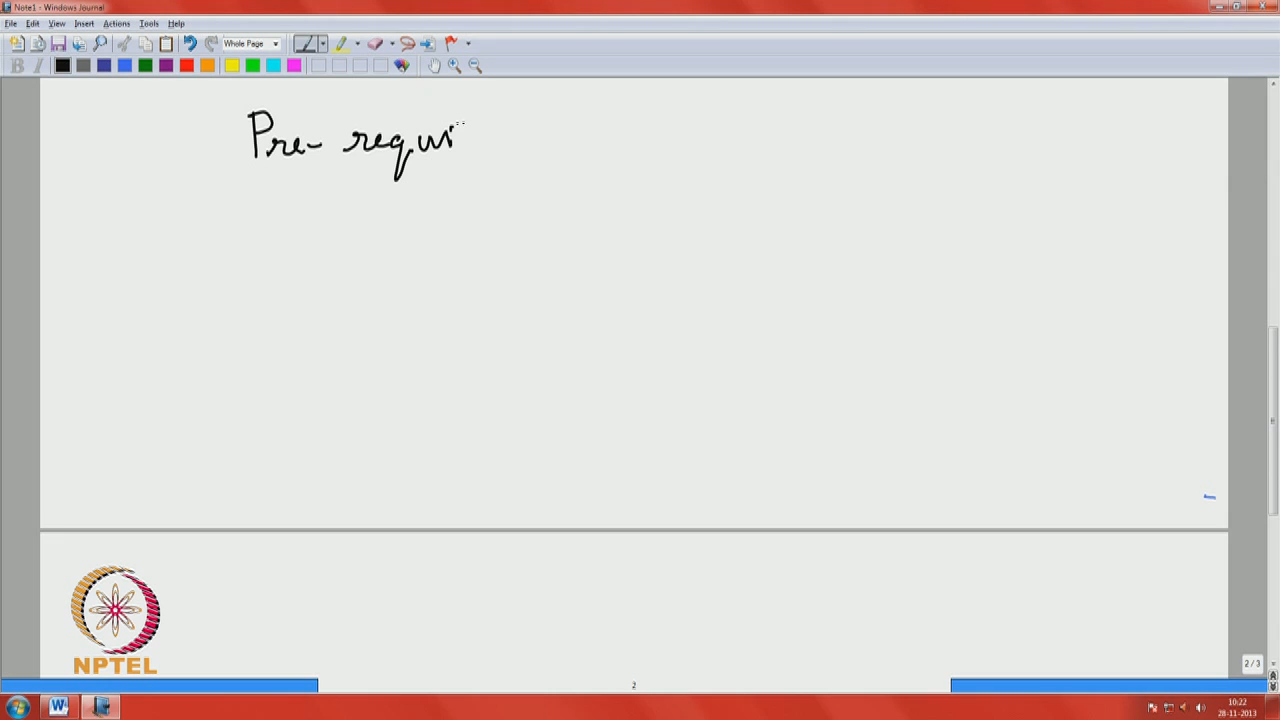 Note1 - Windows Journal
File Edit View Insert Actions Tools Help
Whole Page
B I
Pre- requi
NPTEL
2/3
2
W
10:22
28-11-2013